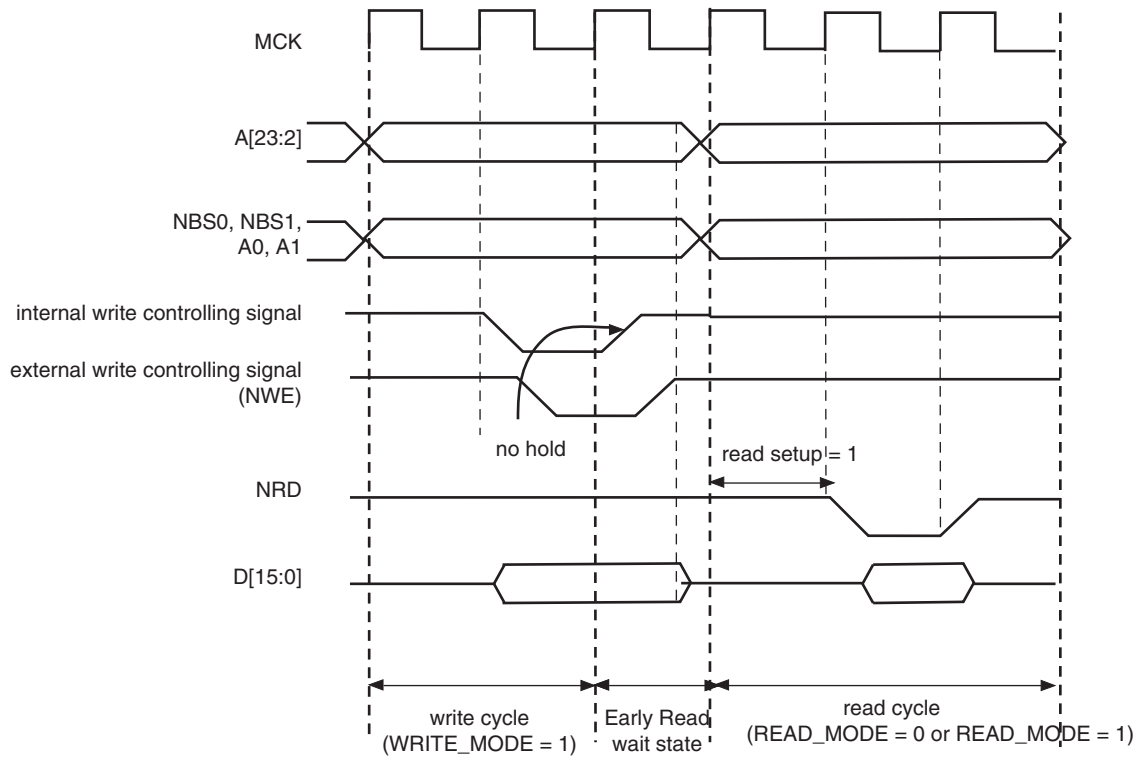 MCK
A[23:2]
NBS0, NBS1,
A0, A1
internal write controlling signal
external write controlling signal
(NWE)
no hold
read setup = 1
NRD
D[15:0]
write cycle
(WRITE_MODE = 1)
Early Read
wait state
read cycle
(READ_MODE = 0 or READ_MODE = 1)